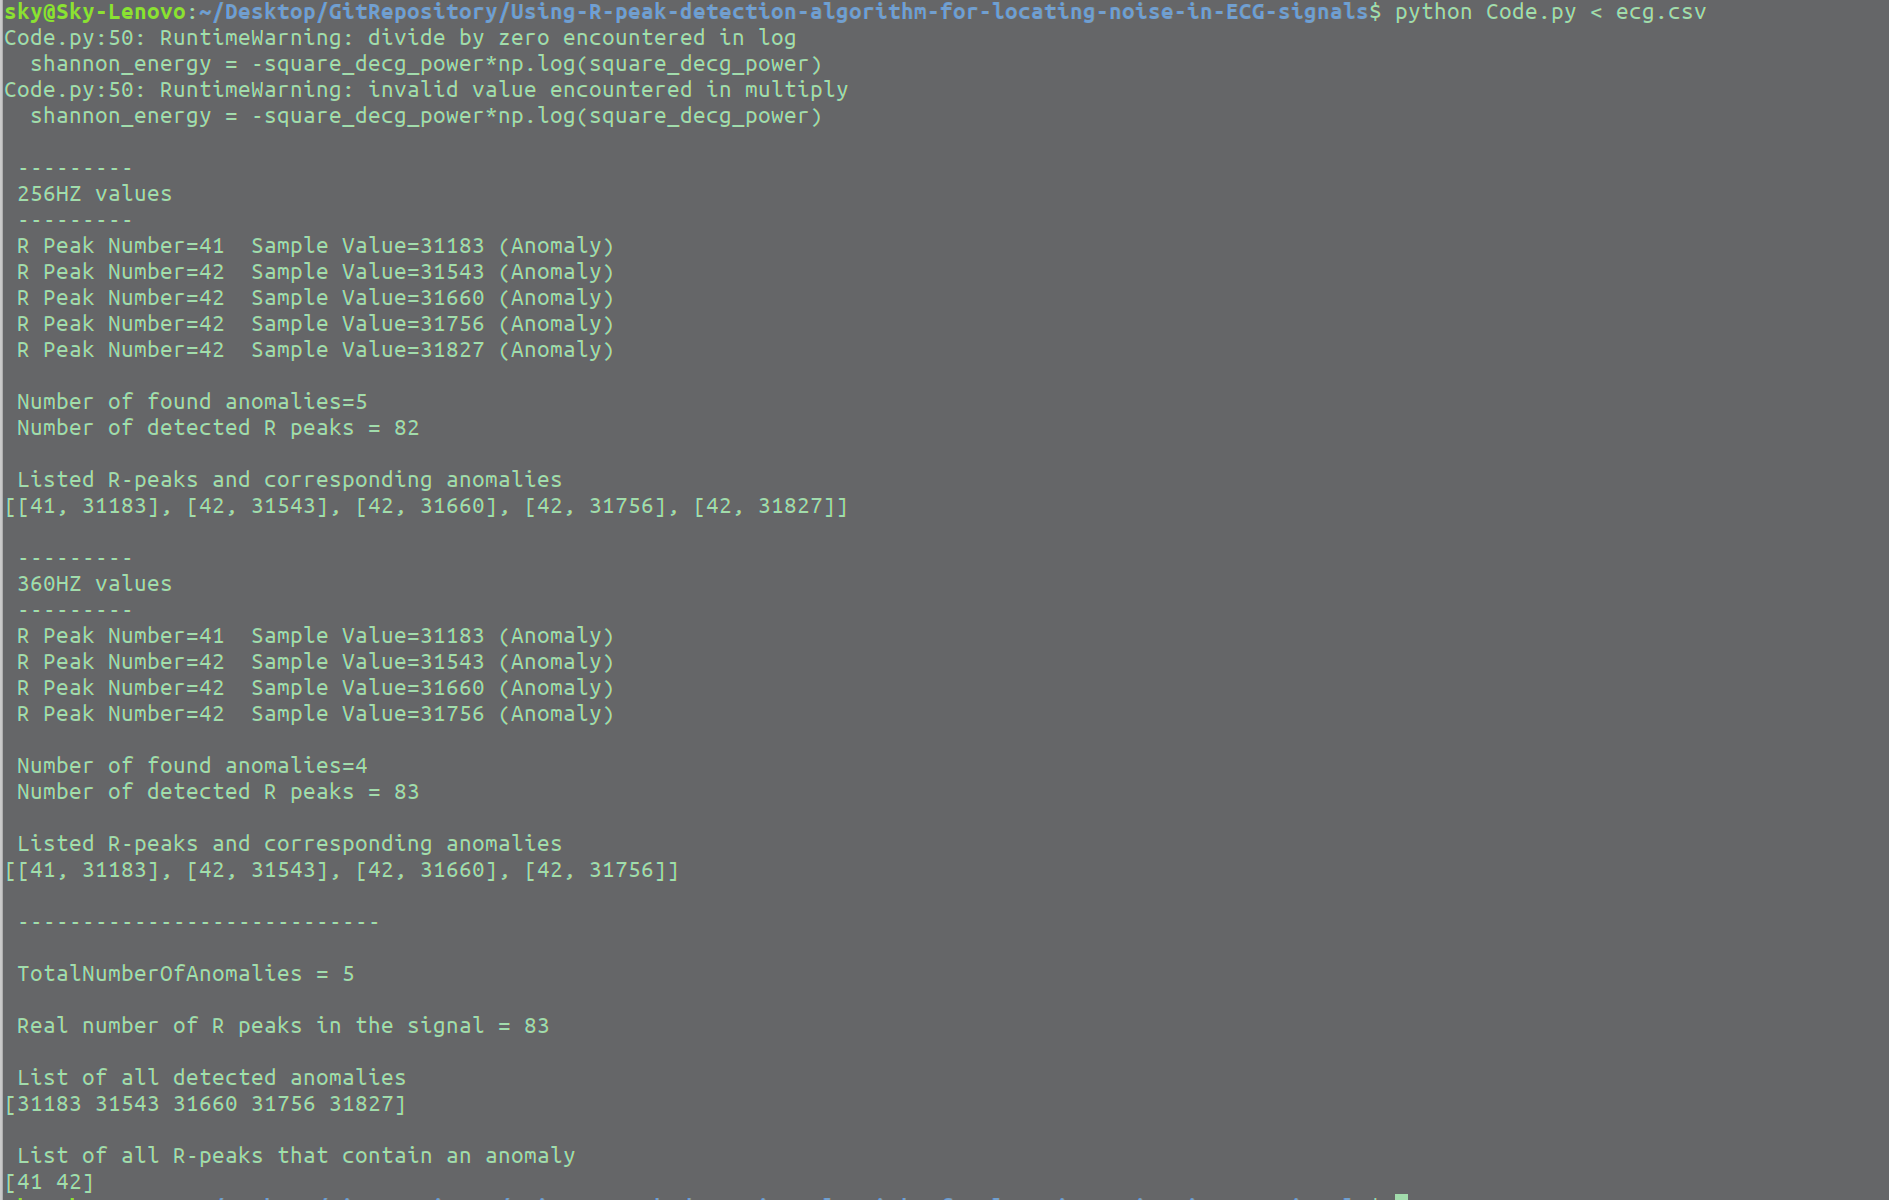 sky@Sky-Lenovo:~/Desktop/GitRepository/Using-R-peak-detection-algorithm-for-locating-noise-in-ECG-signals$ python Code.py < ecg.csv
Code.py:50: RuntimeWarning: divide by zero encountered in log
  shannon_energy = -square_decg_power*np.log(square_decg_power)
Code.py:50: RuntimeWarning: invalid value encountered in multiply
  shannon_energy = -square_decg_power*np.log(square_decg_power)
 ---------
 256HZ values
 ---------
 R Peak Number=41  Sample Value=31183 (Anomaly)
 R Peak Number=42  Sample Value=31543 (Anomaly)
 R Peak Number=42  Sample Value=31660 (Anomaly)
 R Peak Number=42  Sample Value=31756 (Anomaly)
 R Peak Number=42  Sample Value=31827 (Anomaly)
 Number of found anomalies=5
 Number of detected R peaks = 82
 Listed R-peaks and corresponding anomalies
[[41, 31183], [42, 31543], [42, 31660], [42, 31756], [42, 31827]]
 ---------
 360HZ values
 ---------
 R Peak Number=41  Sample Value=31183 (Anomaly)
 R Peak Number=42  Sample Value=31543 (Anomaly)
 R Peak Number=42  Sample Value=31660 (Anomaly)
 R Peak Number=42  Sample Value=31756 (Anomaly)
 Number of found anomalies=4
 Number of detected R peaks = 83
 Listed R-peaks and corresponding anomalies
[[41, 31183], [42, 31543], [42, 31660], [42, 31756]]
 ----------------------------
 TotalNumberOfAnomalies = 5
 Real number of R peaks in the signal = 83
 List of all detected anomalies
[31183 31543 31660 31756 31827]
 List of all R-peaks that contain an anomaly
[41 42]